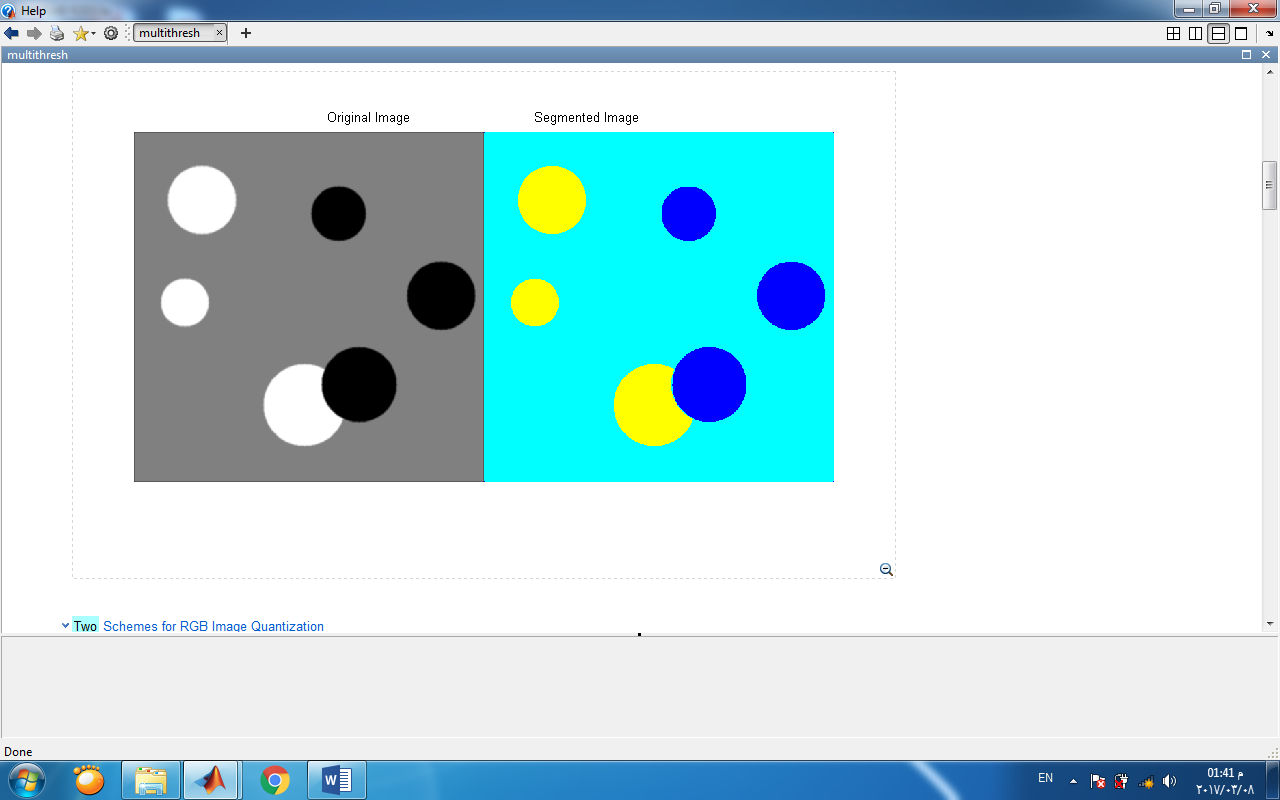 Help
multithresh
multithresh
Original Image Segmented Image
Two Schemes for RGB Image Quantization
Done
EN
01:41 م
٢٠١٧/٠٣/٠٨